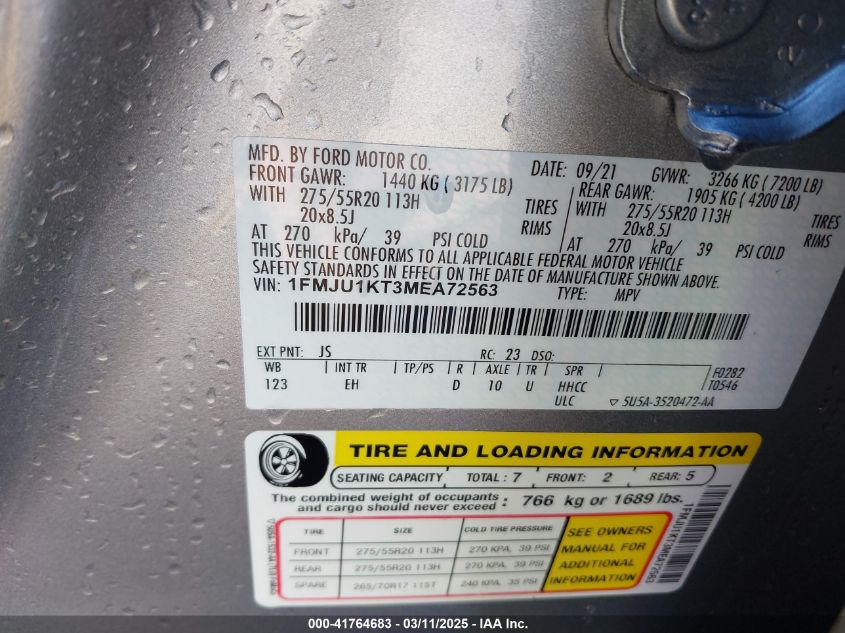 MFD. BY FORD MOTOR CO.
DATE: 09/21 GVWR: 3266 KG ( 7200 LB)
FRONT GAWR: 1440 KG ( 3175 LB) REAR GAWR: 1905 KG ( 4200 LB)
WITH 275/55R20 113H TIRES WITH 275/55R20 113H TIRES
20x8.5J RIMS 20x8.5J RIMS
AT 270 kPa/ 39 PSI COLD AT 270 kPa/ 39 PSI COLD
THIS VEHICLE CONFORMS TO ALL APPLICABLE FEDERAL MOTOR VEHICLE
SAFETY STANDARDS IN EFFECT ON THE DATE OF MANUFACTURE SHOWN ABOVE.
VIN: 1FMJU1KT3MEA72563 TYPE: MPV
EXT PNT: JS RC: 23 DSO:
WB INT TR TP/PS R AXLE TR SPR F0282
123 EH D 10 U HHCC T0546
ULC 5U5A-3520472-AA
TIRE AND LOADING INFORMATION
SEATING CAPACITY TOTAL : 7 FRONT: 2 REAR: 5
The combined weight of occupants and cargo should never exceed : 766 kg or 1689 lbs.
TIRE SIZE COLD TIRE PRESSURE
FRONT 275/55R20 113H 270 KPA, 39 PSI
REAR 275/55R20 113H 270 KPA, 39 PSI
SPARE 265/70R17 115T 240 KPA, 35 PSI
SEE OWNERS
MANUAL FOR
ADDITIONAL
INFORMATION
1FMJU1KT3MEA72563
000-41764683 - 03/11/2025 - IAA Inc.